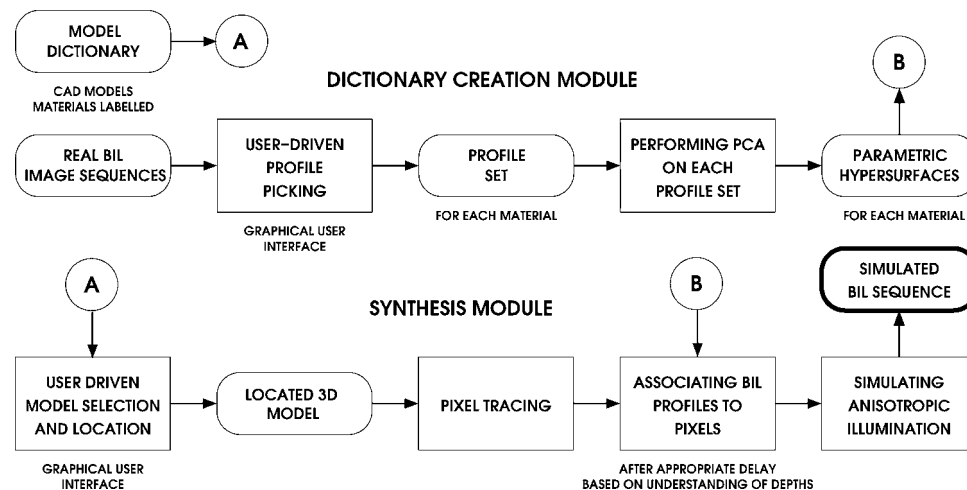 MODEL
DICTIONARY
A
CAD MODELS
MATERIALS LABELLED
DICTIONARY CREATION MODULE
B
REAL BIL
IMAGE SEQUENCES
USER-DRIVEN
PROFILE
PICKING
GRAPHICAL USER
INTERFACE
PROFILE
SET
FOR EACH MATERIAL
PERFORMING PCA
ON EACH
PROFILE SET
PARAMETRIC
HYPERSURFACES
FOR EACH MATERIAL
A
SYNTHESIS MODULE
B
SIMULATED
BIL SEQUENCE
USER DRIVEN
MODEL SELECTION
AND LOCATION
GRAPHICAL USER
INTERFACE
LOCATED 3D
MODEL
PIXEL TRACING
ASSOCIATING BIL
PROFILES TO
PIXELS
AFTER APPROPRIATE DELAY
BASED ON UNDERSTANDING OF DEPTHS
SIMULATING
ANISOTROPIC
ILLUMINATION